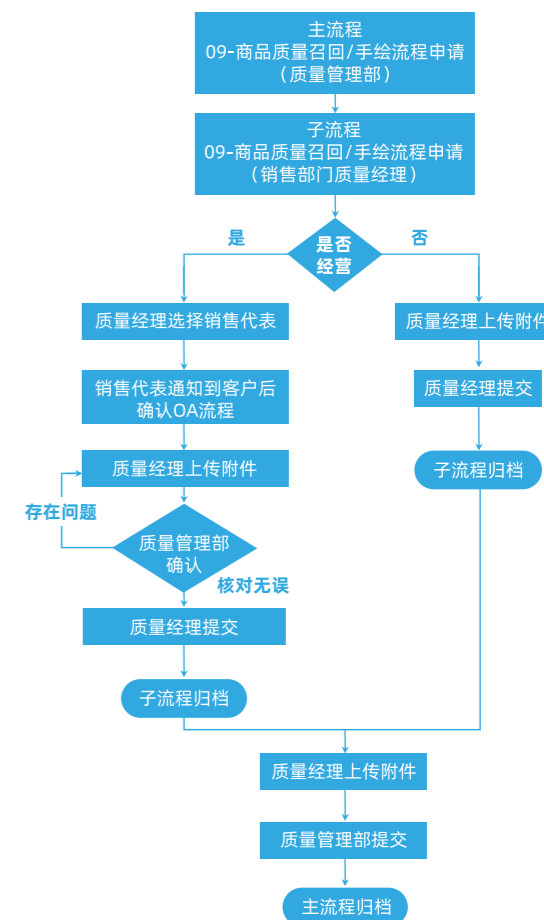 主流程
09-商品质量召回/手绘流程申请
（质量管理部）
子流程
09-商品质量召回/手绘流程申请
（销售部门质量经理）
是
是否
经营
否
质量经理选择销售代表
质量经理上传附件
销售代表通知到客户后
确认OA流程
质量经理提交
质量经理上传附件
子流程归档
存在问题
质量管理部
确认
核对无误
质量经理提交
子流程归档
质量经理上传附件
质量管理部提交
主流程归档